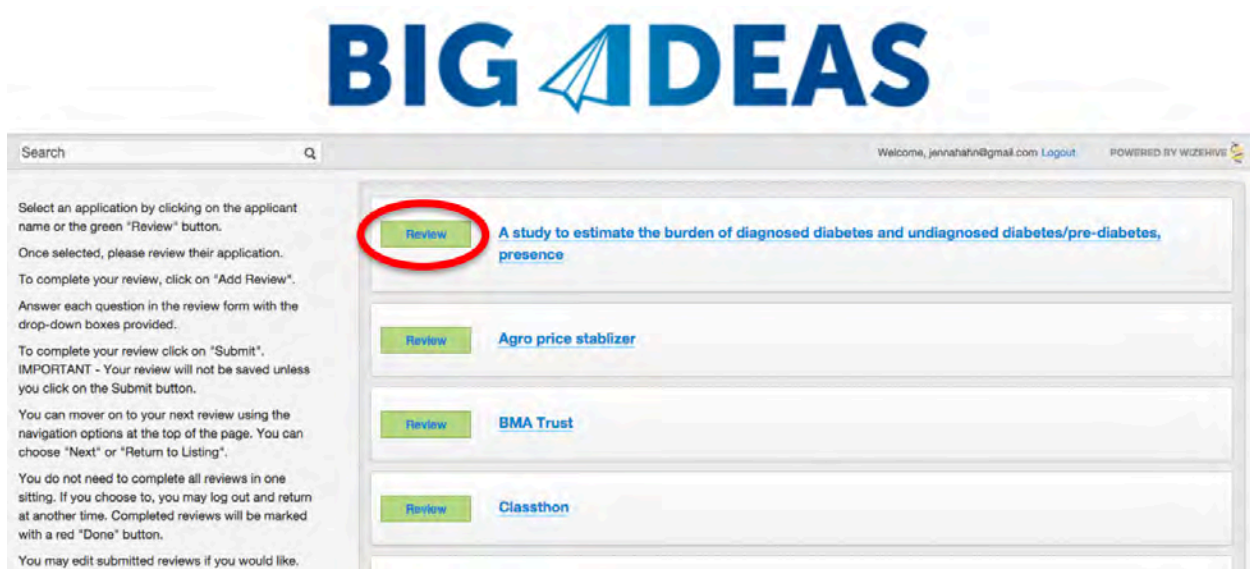 BIG IDEAS
Search
Welcome, jennahahn@gmail.com Logout
POWERED BY WIZEHIVE
Select an application by clicking on the applicant
name or the green "Review" button.
Once selected, please review their application.
To complete your review, click on "Add Review".
Answer each question in the review form with the
drop-down boxes provided.
To complete your review click on "Submit".
IMPORTANT - Your review will not be saved unless
you click on the Submit button.
You can mover on to your next review using the
navigation options at the top of the page. You can
choose "Next" or "Return to Listing".
You do not need to complete all reviews in one
sitting. If you choose to, you may log out and return
at another time. Completed reviews will be marked
with a red "Done" button.
You may edit submitted reviews if you would like.
Review
A study to estimate the burden of diagnosed diabetes and undiagnosed diabetes/pre-diabetes,
presence
Review
Agro price stablizer
Review
BMA Trust
Review
Classthon